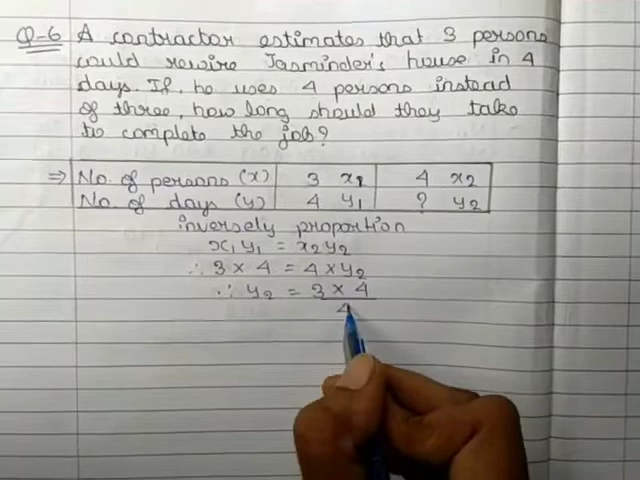 Q-6 A contractor estimates that 3 persons
could rewire Jasminder's house in 4
days. If, he uses 4 persons instead
of three, how long should they take
to complete the job?
⇒ No. of persons (x) 3 x₁ 4 x₂
No. of days (y) 4 y₁ ? y₂
inversely proportion
x₁y₁ = x₂y₂
∴ 3 × 4 = 4 × y₂
∴ y₂ = 3 × 4
4